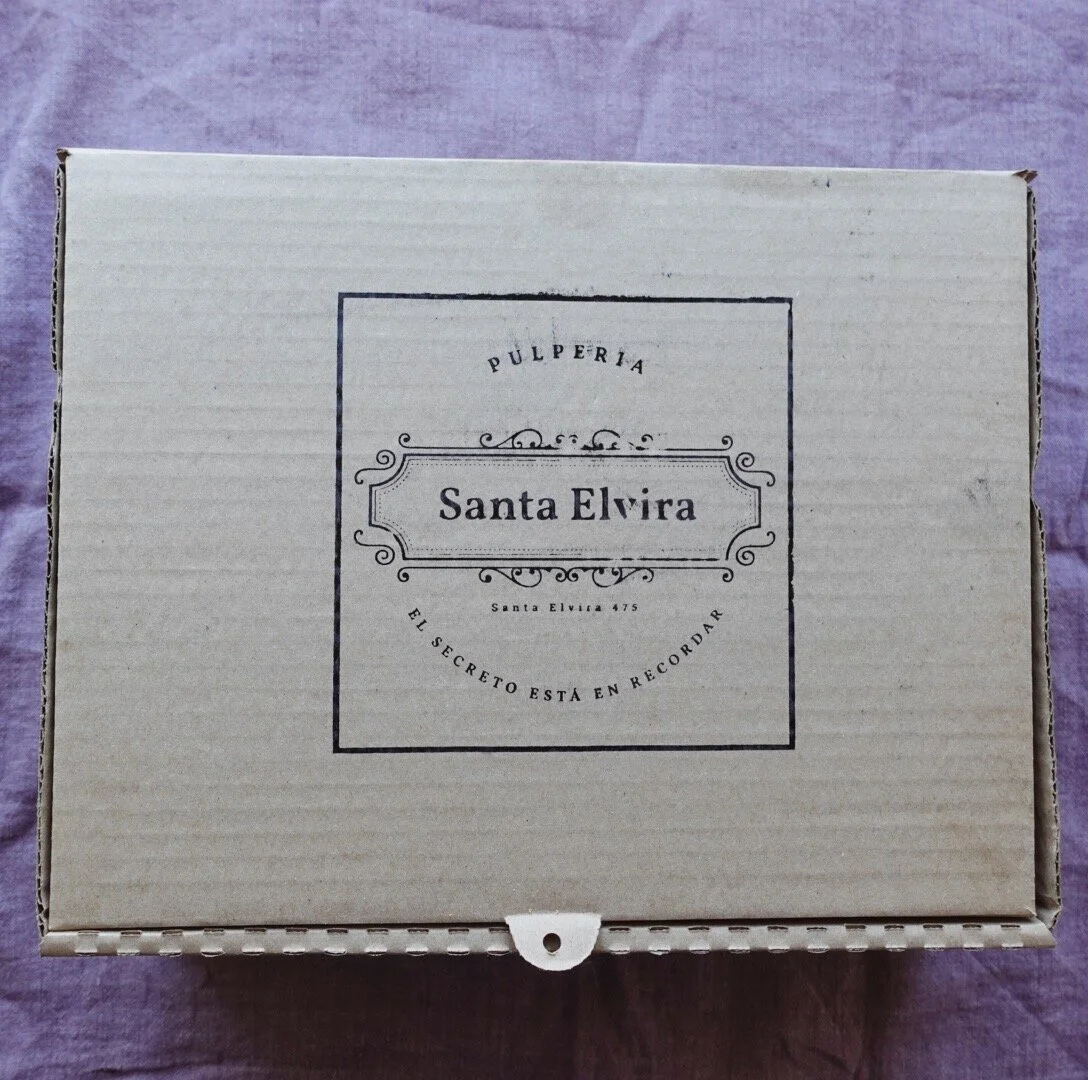 PULPERIA
Santa Elvira
Santa Elvira 475
EL SECRETO ESTÁ EN RECORDAR